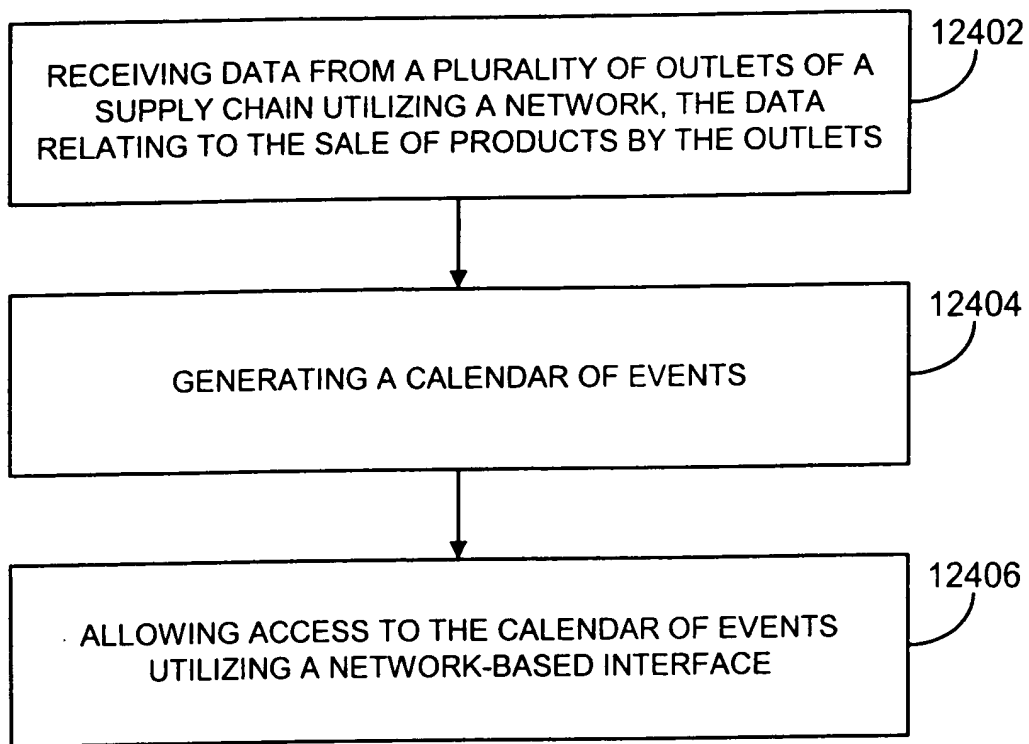 12402
RECEIVING DATA FROM A PLURALITY OF OUTLETS OF A
SUPPLY CHAIN UTILIZING A NETWORK, THE DATA
RELATING TO THE SALE OF PRODUCTS BY THE OUTLETS
12404
GENERATING A CALENDAR OF EVENTS
12406
ALLOWING ACCESS TO THE CALENDAR OF EVENTS
UTILIZING A NETWORK-BASED INTERFACE